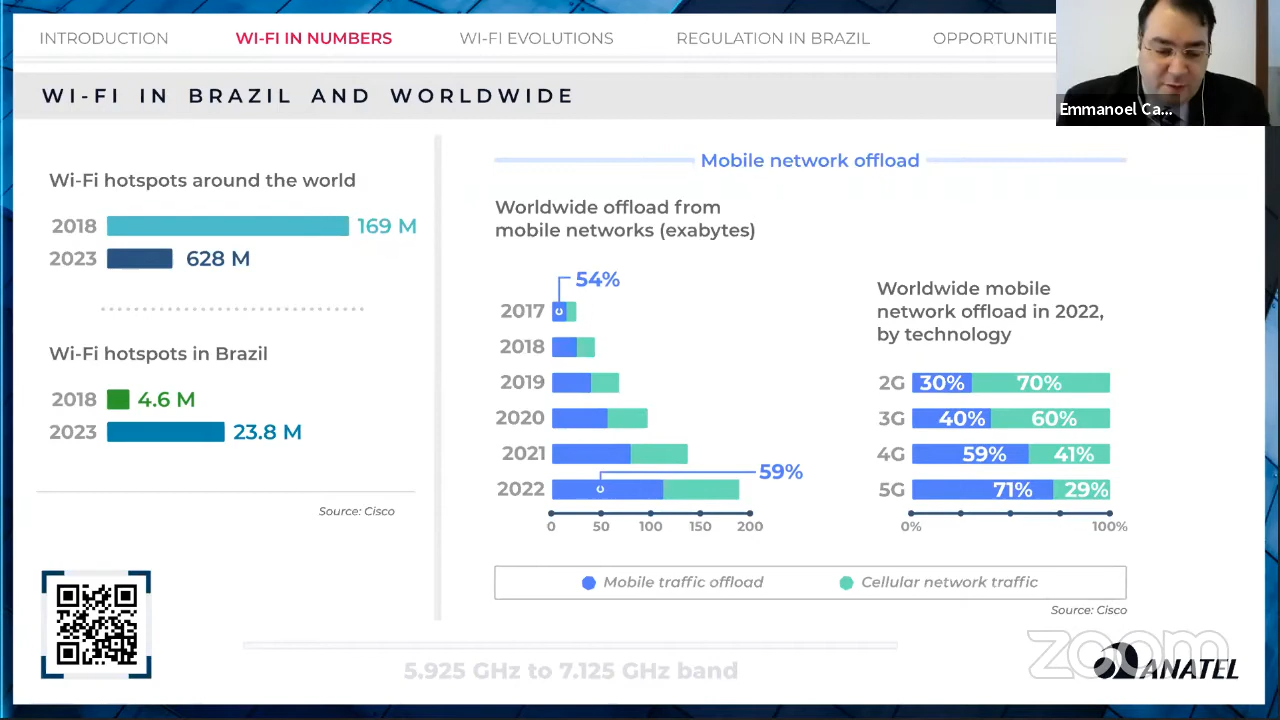 INTRODUCTION
WI-FI IN NUMBERS
WI-FI EVOLUTIONS
REGULATION IN BRAZIL
OPPORTUNITIE
Emmanoel Ca...
WI-FI IN BRAZIL AND WORLDWIDE
Wi-Fi hotspots around the world
2018 169 M
2023 628 M
Wi-Fi hotspots in Brazil
2018 4.6 M
2023 23.8 M
Source: Cisco
Mobile network offload
Worldwide offload from
mobile networks (exabytes)
54%
2017
2018
2019
2020
2021
59%
2022
0 50 100 150 200
Worldwide mobile
network offload in 2022,
by technology
2G 30% 70%
3G 40% 60%
4G 59% 41%
5G 71% 29%
0% 100%
Mobile traffic offload
Cellular network traffic
Source: Cisco
5,925 GHz to 7.125 GHz band
zoom
ANATEL